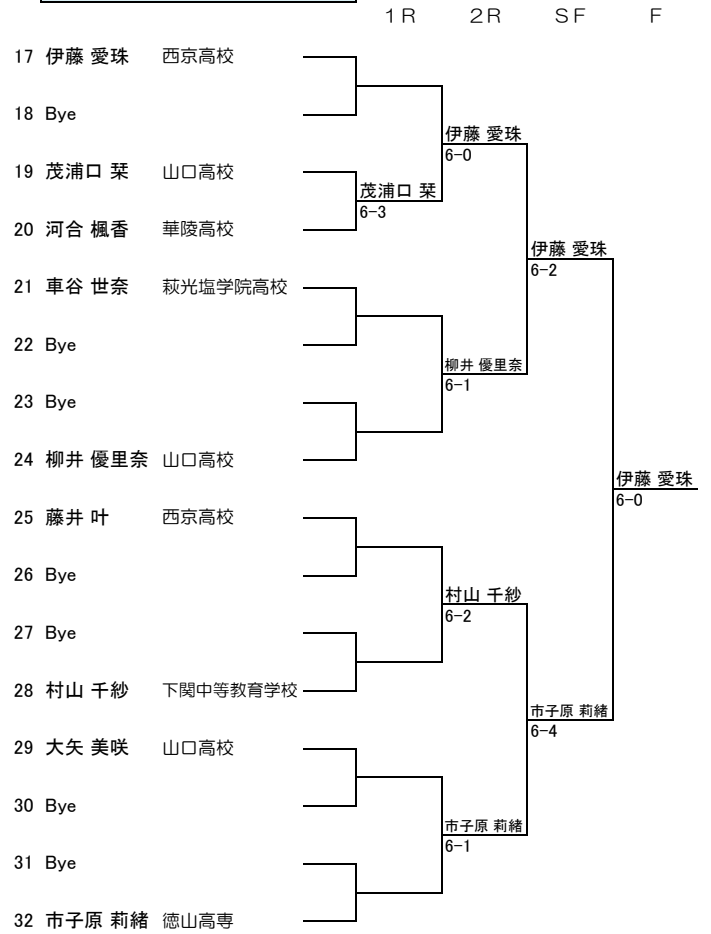 １Ｒ ２Ｒ ＳＦ Ｆ
17 伊藤 愛珠 西京高校
18 Bye
伊藤 愛珠
6-0
19 茂浦口 栞 山口高校
茂浦口 栞
6-3
20 河合 楓香 華陵高校
伊藤 愛珠
6-2
21 車谷 世奈 萩光塩学院高校
22 Bye
柳井 優里奈
6-1
23 Bye
24 柳井 優里奈 山口高校
伊藤 愛珠
6-0
25 藤井 叶 西京高校
26 Bye
村山 千紗
6-2
27 Bye
28 村山 千紗 下関中等教育学校
市子原 莉緒
6-4
29 大矢 美咲 山口高校
30 Bye
市子原 莉緒
6-1
31 Bye
32 市子原 莉緒 徳山高専